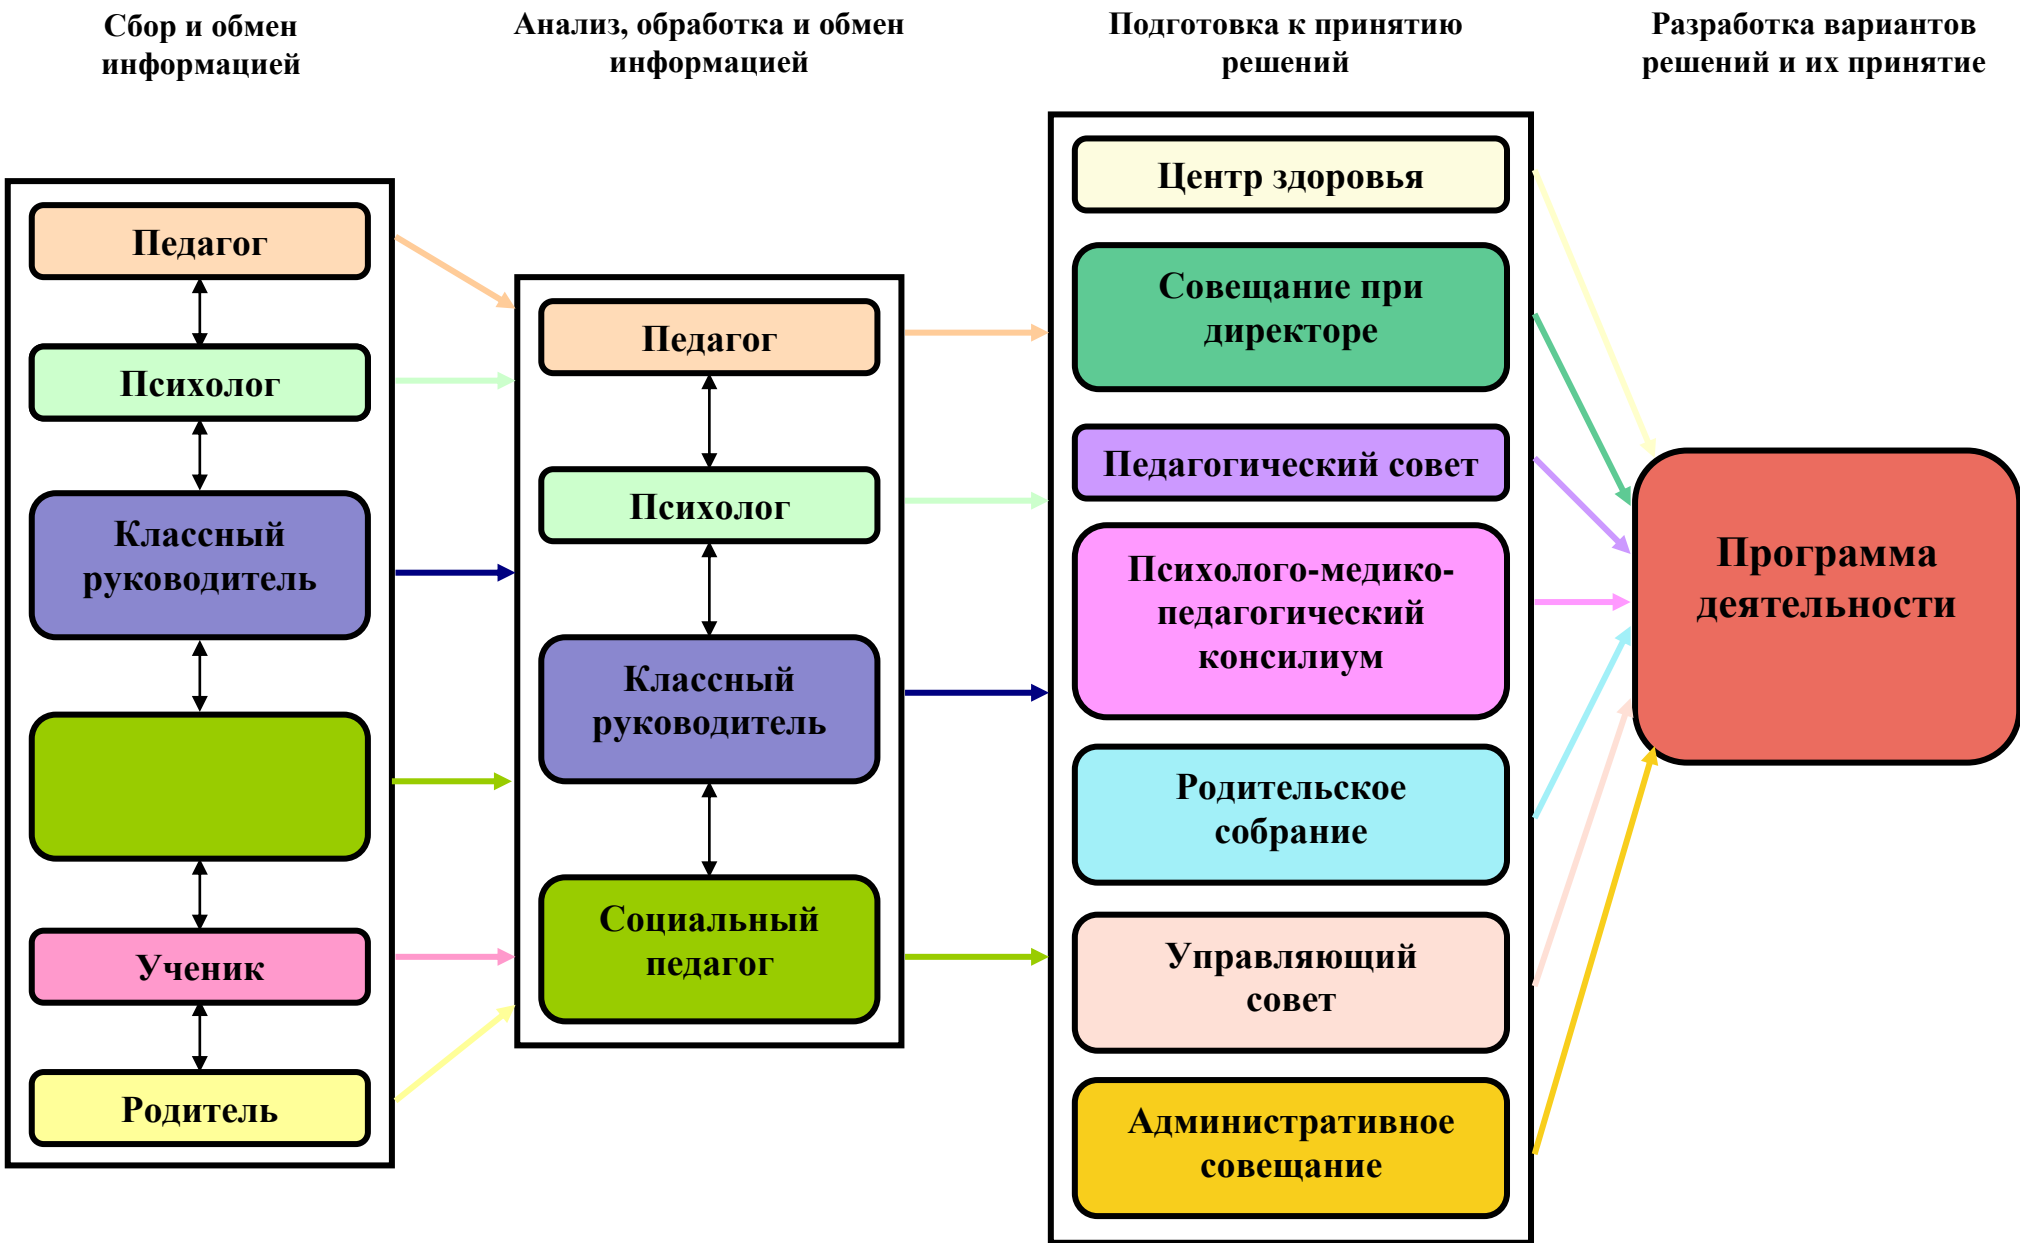 Сбор и обмен
информацией
Анализ, обработка и обмен
информацией
Подготовка к принятию
решений
Разработка вариантов
решений и их принятие
Педагог
Психолог
Классный
руководитель
Ученик
Родитель
Педагог
Психолог
Классный
руководитель
Социальный
педагог
Центр здоровья
Совещание при
директоре
Педагогический совет
Психолого-медико-
педагогический
консилиум
Родительское
собрание
Управляющий
совет
Административное
совещание
Программа
деятельности